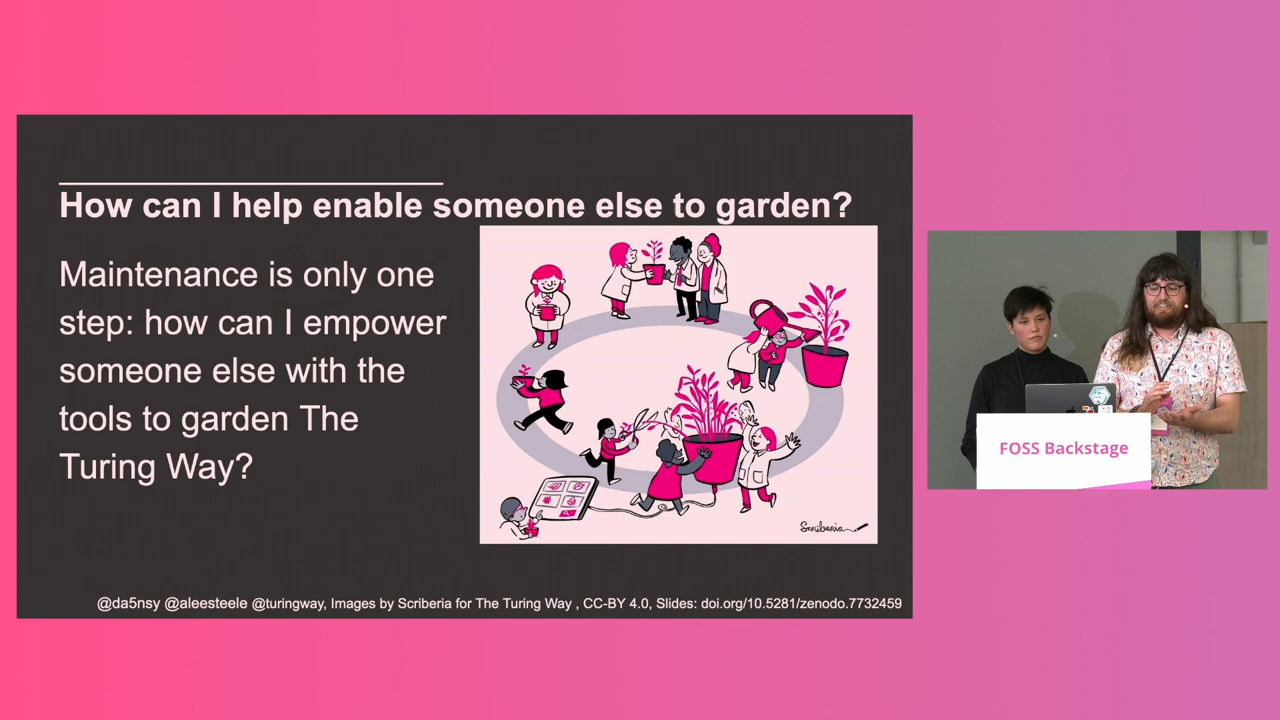 How can I help enable someone else to garden?
Maintenance is only one
step: how can I empower
someone else with the
tools to garden The
Turing Way?
Scriberia
@da5nsy @aleesteele @turingway, Images by Scriberia for The Turing Way , CC-BY 4.0, Slides: doi.org/10.5281/zenodo.7732459
FOSS Backstage